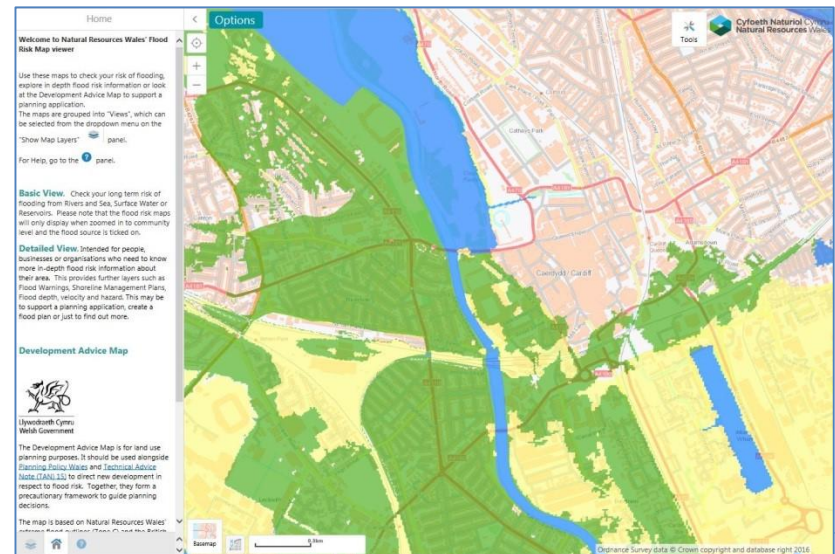 Home
Welcome to Natural Resources Wales' Flood
Risk Map viewer
Use these maps to check your risk of flooding,
explore in depth flood risk information or look
at the Development Advice Map to support a
planning application.
The maps are grouped into "Views", which can
be selected from the dropdown menu on the
"Show Map Layers" panel.
For Help, go to the ? panel.
Basic View. Check your long term risk of
flooding from Rivers and Sea, Surface Water or
Reservoirs. Please note that the flood risk maps
will only display when zoomed in to community
level and the flood source is ticked on.
Detailed View. Intended for people,
businesses or organisations who need to know
more in-depth flood risk information about
their area. This provides further layers such as
Flood Warnings, Shoreline Management Plans,
Flood depth, velocity and hazard. This may be
to support a planning application, create a
flood plan or just to find out more.
Development Advice Map
Llywodraeth Cymru
Welsh Government
The Development Advice Map is for land use
planning purposes. It should be used alongside
Planning Policy Wales and Technical Advice
Note (TAN) 15) to direct new development in
respect to flood risk. Together, they form a
precautionary framework to guide planning
decisions.
The map is based on Natural Resources Wales'
extreme flood outlines (Zone C) and the British
Options
Tools
Cyfoeth Naturiol Cymru
Natural Resources Wales
Cathays Park
Caerdydd / Cardiff
Basemap
0.3km
Ordnance Survey data © Crown copyright and database right 2016